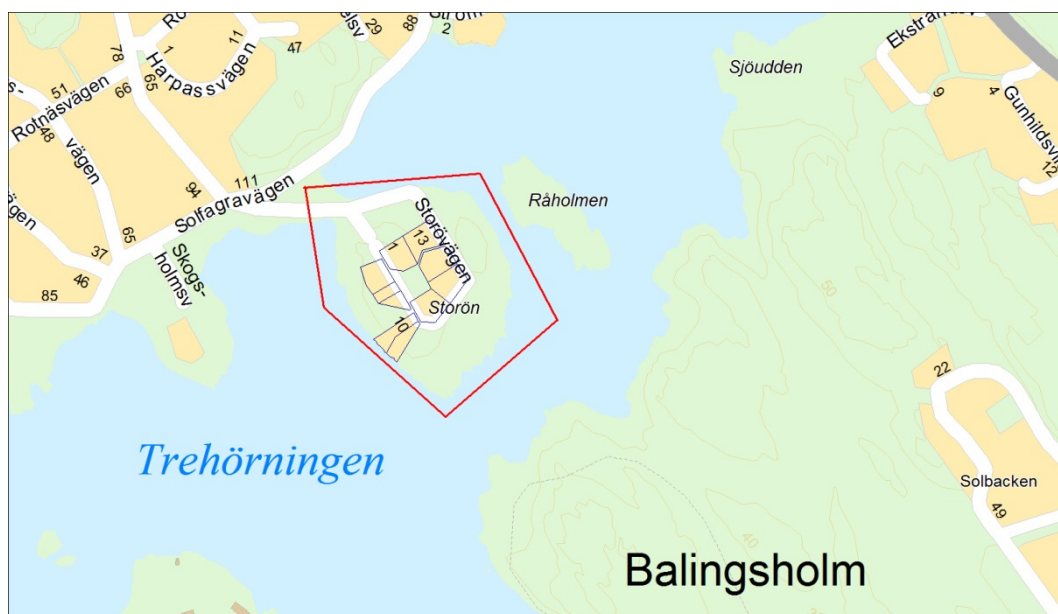 88
2
29
47
11
1
78
Harpassvägen
65
66
51
Rotnäsvägen
48
vägen
94
111
Solfagravägen
65
37
46
85
Skogs-
holmsv
Sjöudden
Ekstrandsv
9
4
Gunhildsv
12
Råholmen
Storövägen
13
1
Storön
10
50
Trehörningen
22
Solbacken
49
40
Balingsholm